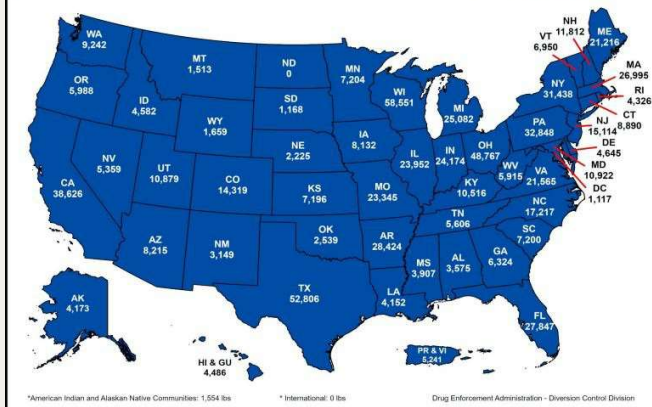 WA
9,242
OR
5,988
CA
38,626
NV
5,359
ID
4,582
MT
1,513
WY
1,659
UT
10,879
AZ
8,215
CO
14,319
NM
3,149
ND
0
SD
1,168
NE
2,225
KS
7,196
OK
2,539
TX
52,806
MN
7,204
IA
8,132
MO
23,345
AR
28,424
LA
4,152
WI
58,551
IL
23,952
MI
25,082
IN
24,174
OH
48,767
KY
10,516
TN
5,606
MS
3,907
AL
3,575
GA
6,324
FL
27,847
SC
7,200
NC
17,217
VA
21,565
WV
5,915
PA
32,848
NY
31,438
VT
6,950
NH
11,812
ME
21,216
MA
26,995
RI
4,326
CT
8,890
NJ
15,114
DE
4,645
MD
10,922
DC
1,117
AK
4,173
HI & GU
4,486
PR & VI
5,241
*American Indian and Alaskan Native Communities: 1,554 lbs
* International: 0 lbs
Drug Enforcement Administration - Diversion Control Division